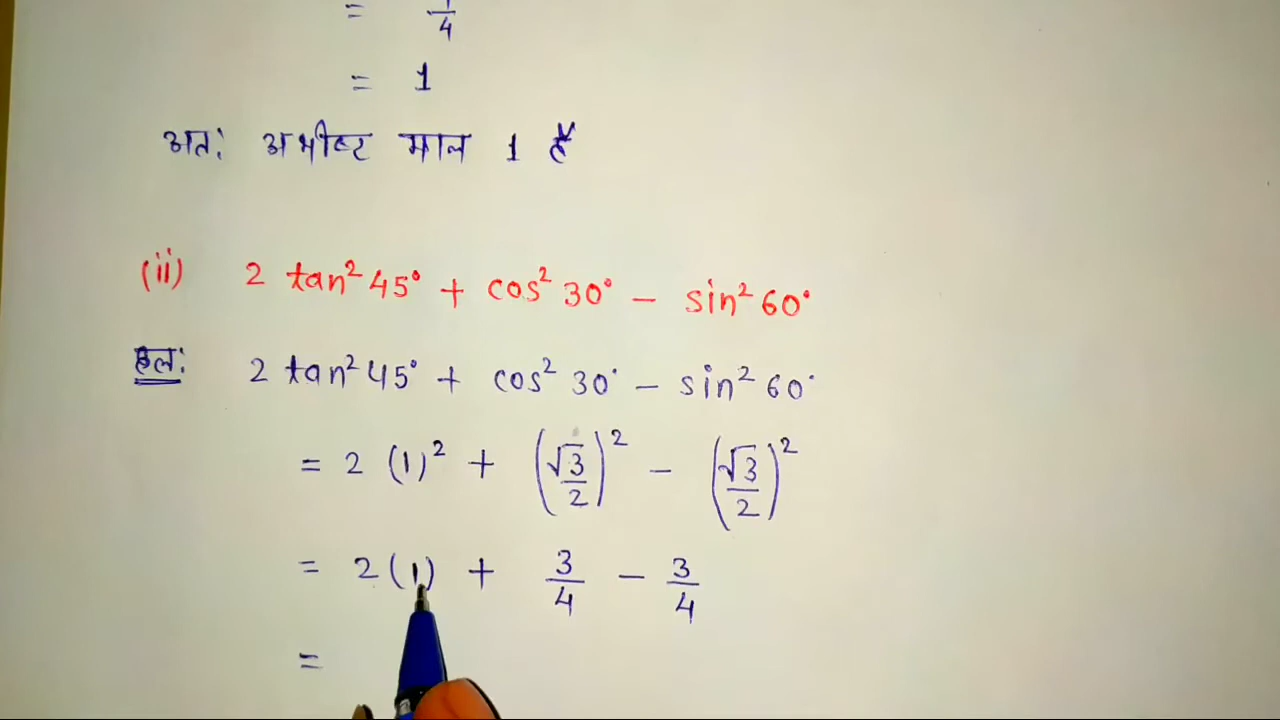 = 4
= 1
अतः अभीष्ट मान 1 है
(ii) 2 tan² 45° + cos² 30° − sin² 60°
हलः 2 tan² 45° + cos² 30° − sin² 60°
= 2 (1)² + (√3/2)² − (√3/2)²
= 2(1) + 3/4 − 3/4
=